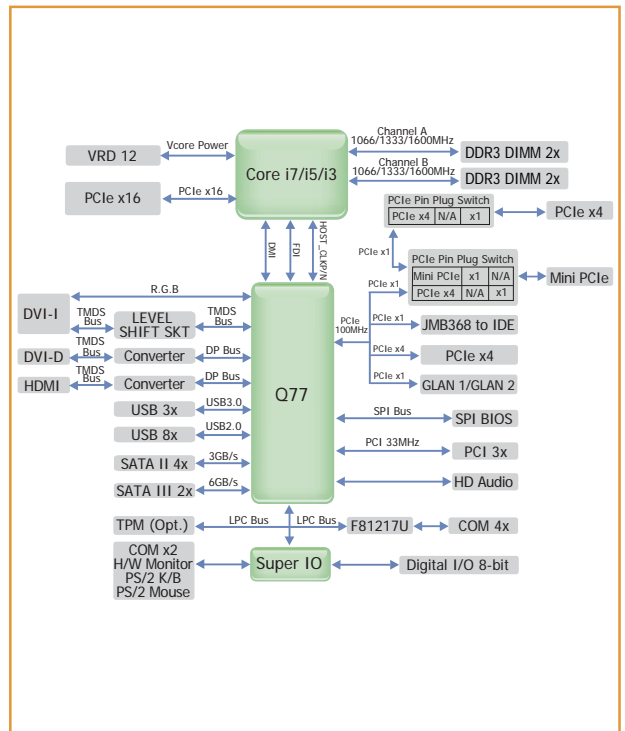 VRD 12
Vcore Power
Core i7/i5/i3
Channel A
1066/1333/1600MHz
DDR3 DIMM 2x
Channel B
1066/1333/1600MHz
DDR3 DIMM 2x
PCIe x16
PCIe x16
PCIe Pin Plug Switch
PCIe x4 N/A x1
PCIe x4
DMI
FDI
HOST_CLKP/N
PCIe x1
PCIe Pin Plug Switch
Mini PCIe x1 N/A
PCIe x4 N/A x1
Mini PCIe
PCIe x1
DVI-I
R.G.B
TMDS
Bus
LEVEL
SHIFT SKT
TMDS
Bus
Q77
PCIe
100MHz
PCIe x1
JMB368 to IDE
DVI-D
TMDS
Bus
Converter
DP Bus
PCIe x4
PCIe x4
HDMI
TMDS
Bus
Converter
DP Bus
PCIe x1
GLAN 1/GLAN 2
USB 3x
USB3.0
SPI Bus
SPI BIOS
USB 8x
USB2.0
PCI 33MHz
PCI 3x
SATA II 4x
3GB/s
HD Audio
SATA III 2x
6GB/s
TPM (Opt.)
LPC Bus
LPC Bus
F81217U
COM 4x
COM x2
H/W Monitor
PS/2 K/B
PS/2 Mouse
Super IO
Digital I/O 8-bit